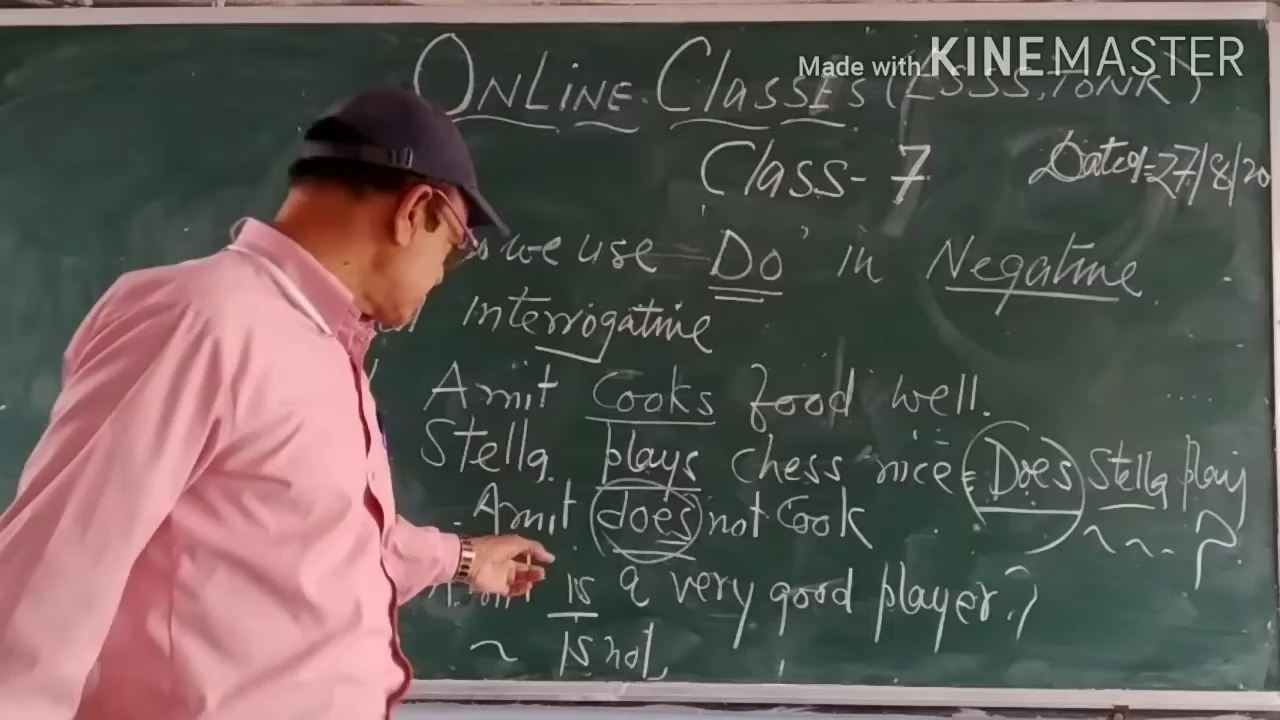 Made with KINEMASTER
OnLine Classes (ESSS, TONK)
Class - 7
Date = 27/8/20
we use Do in Negative
Interrogative
Amit Cooks food well.
Stella plays chess nice = Does Stella play
Amit does not Cook ~ ~ ~ ?
is a very good player.?
~ is not